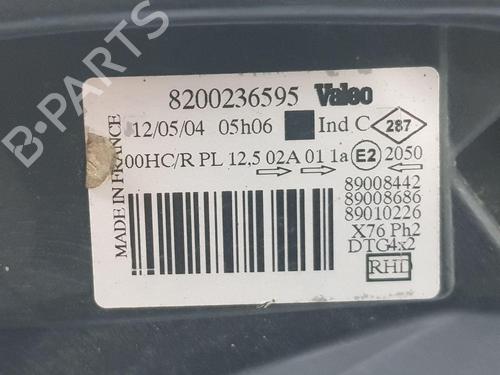 8200236595 Valeo
12/05/04 05h06 Ind C 287
00HC/R PL 12,5 02A 01 1a E2 2050
MADE IN FRANCE
89008442
89008686
89010226
X76 Ph2
DTG4x2
RHD